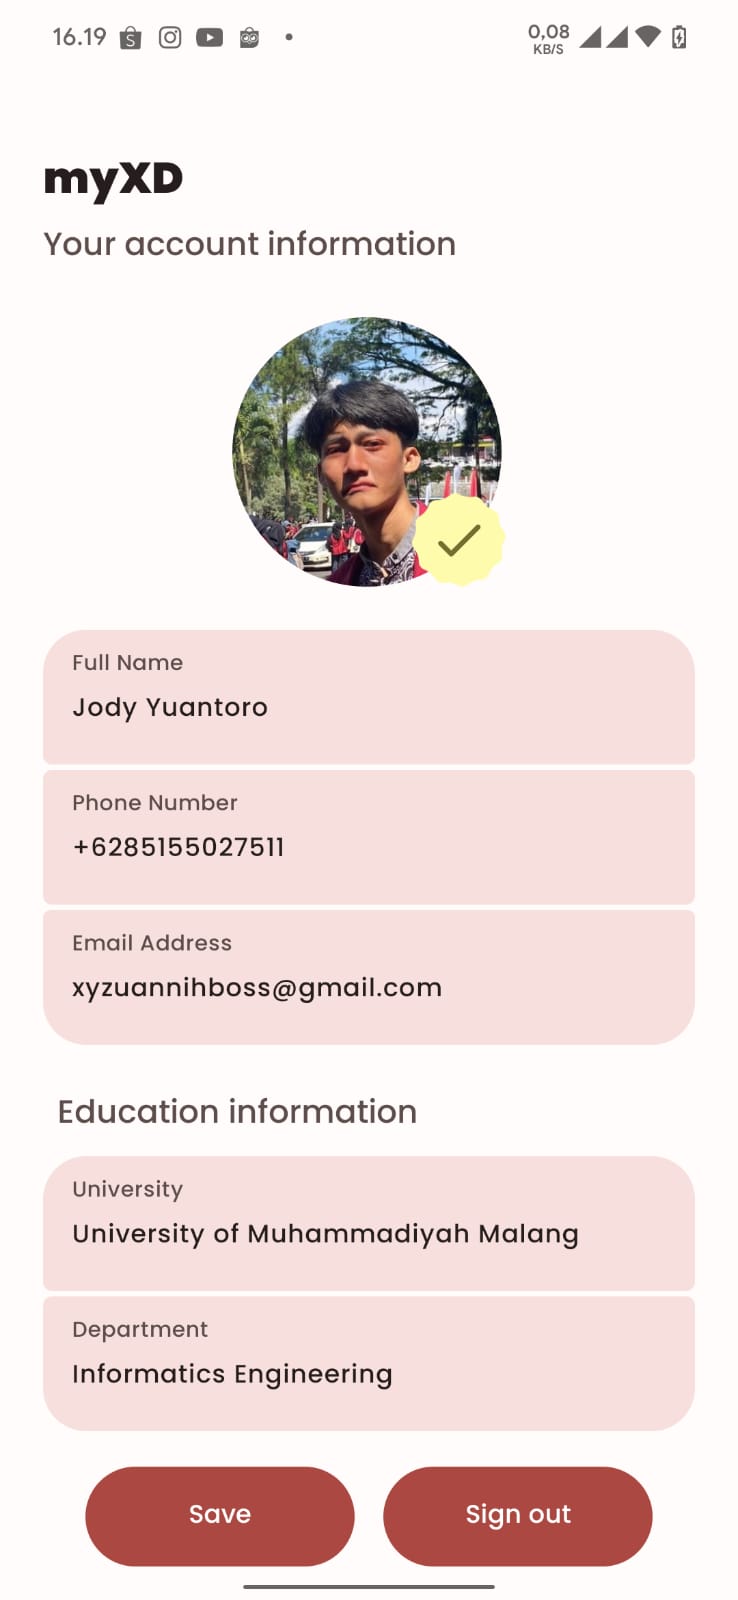 16.19
0,08
KB/S
myXD
Your account information
Full Name
Jody Yuantoro
Phone Number
+6285155027511
Email Address
xyzuannihboss@gmail.com
Education information
University
University of Muhammadiyah Malang
Department
Informatics Engineering
Save
Sign out